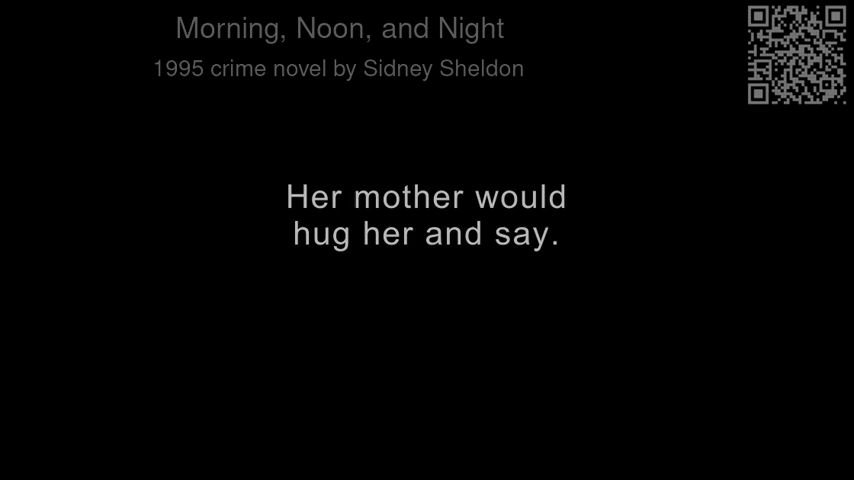 Morning, Noon, and Night
1995 crime novel by Sidney Sheldon
Her mother would
hug her and say.